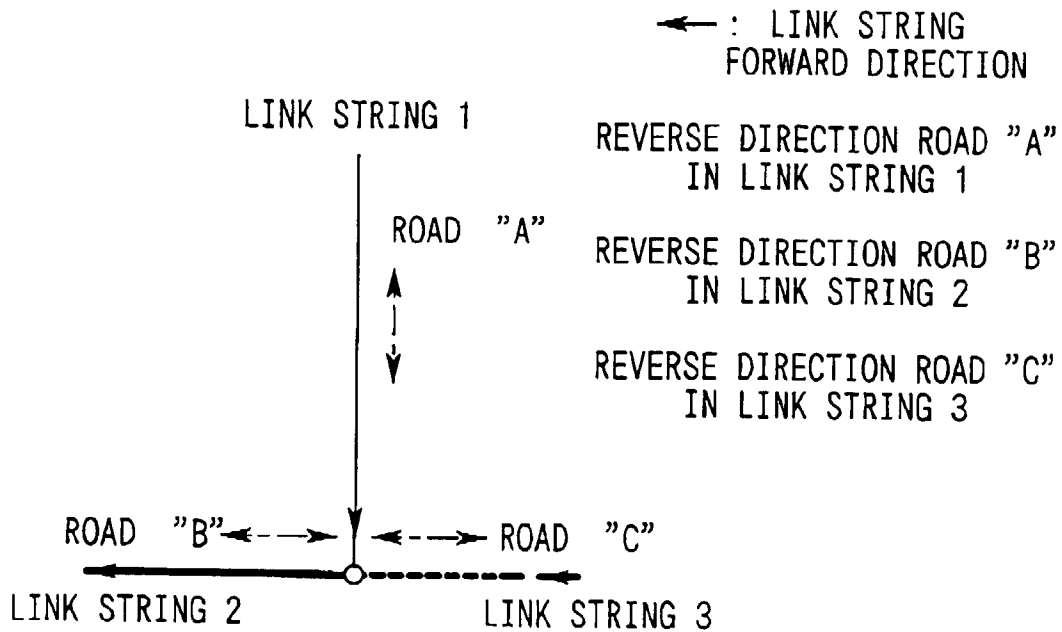 : LINK STRING
FORWARD DIRECTION
LINK STRING 1
REVERSE DIRECTION ROAD "A"
IN LINK STRING 1
ROAD "A"
REVERSE DIRECTION ROAD "B"
IN LINK STRING 2
REVERSE DIRECTION ROAD "C"
IN LINK STRING 3
ROAD "B"
ROAD "C"
LINK STRING 2
LINK STRING 3